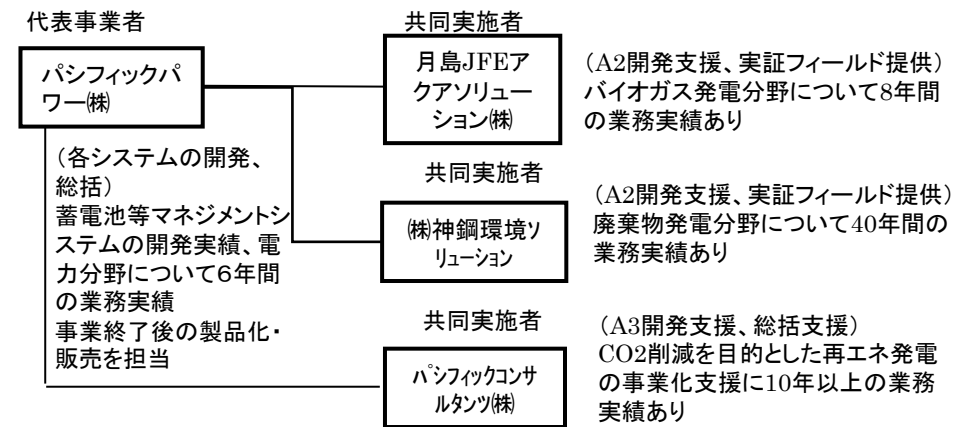 代表事業者
パシフィックパ
ワー㈱
(各システムの開発、
総括)
蓄電池等マネジメントシ
ステムの開発実績、電
力分野について6年間
の業務実績
事業終了後の製品化・
販売を担当
共同実施者
月島JFEア
クアソリュー
ション㈱
(A2開発支援、実証フィールド提供)
バイオガス発電分野について8年間
の業務実績あり
共同実施者
㈱神鋼環境ソ
リューション
(A2開発支援、実証フィールド提供)
廃棄物発電分野について40年間の
業務実績あり
共同実施者
パシフィックコンサ
ルタンツ㈱
(A3開発支援、総括支援)
CO2削減を目的とした再エネ発電
の事業化支援に10年以上の業務
実績あり